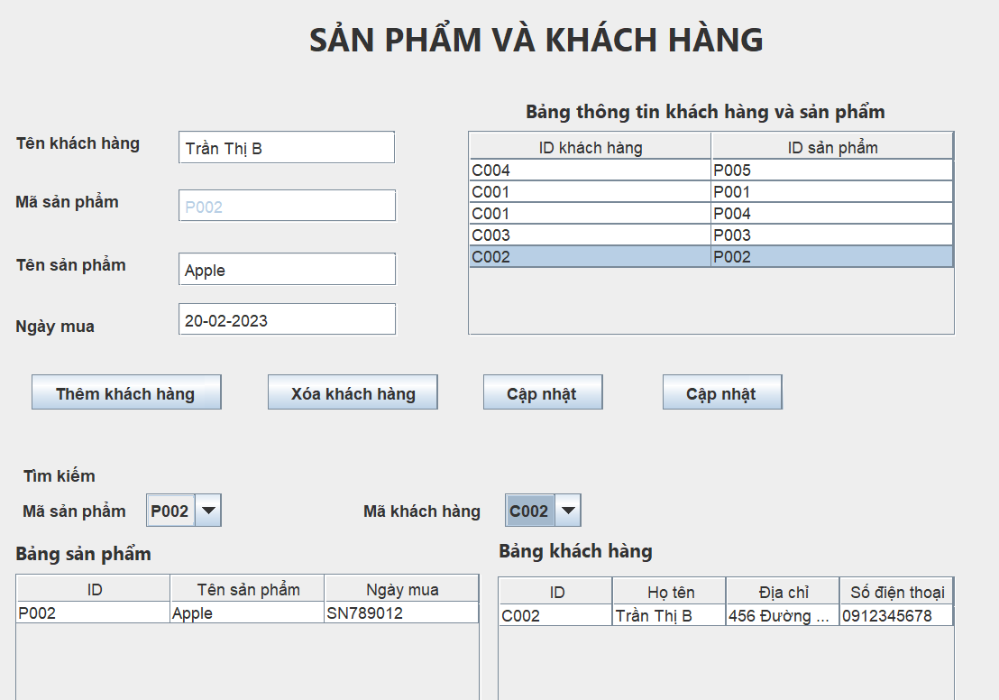 SẢN PHẨM VÀ KHÁCH HÀNG
Tên khách hàng
Trần Thị B
Mã sản phẩm
P002
Tên sản phẩm
Apple
Ngày mua
20-02-2023
Bảng thông tin khách hàng và sản phẩm
ID khách hàng ID sản phẩm
C004 P005
C001 P001
C001 P004
C003 P003
C002 P002
Thêm khách hàng Xóa khách hàng Cập nhật Cập nhật
Tìm kiếm
Mã sản phẩm P002 Mã khách hàng C002
Bảng sản phẩm
ID Tên sản phẩm Ngày mua
P002 Apple SN789012
Bảng khách hàng
ID Họ tên Địa chỉ Số điện thoại
C002 Trần Thị B 456 Đường ... 0912345678